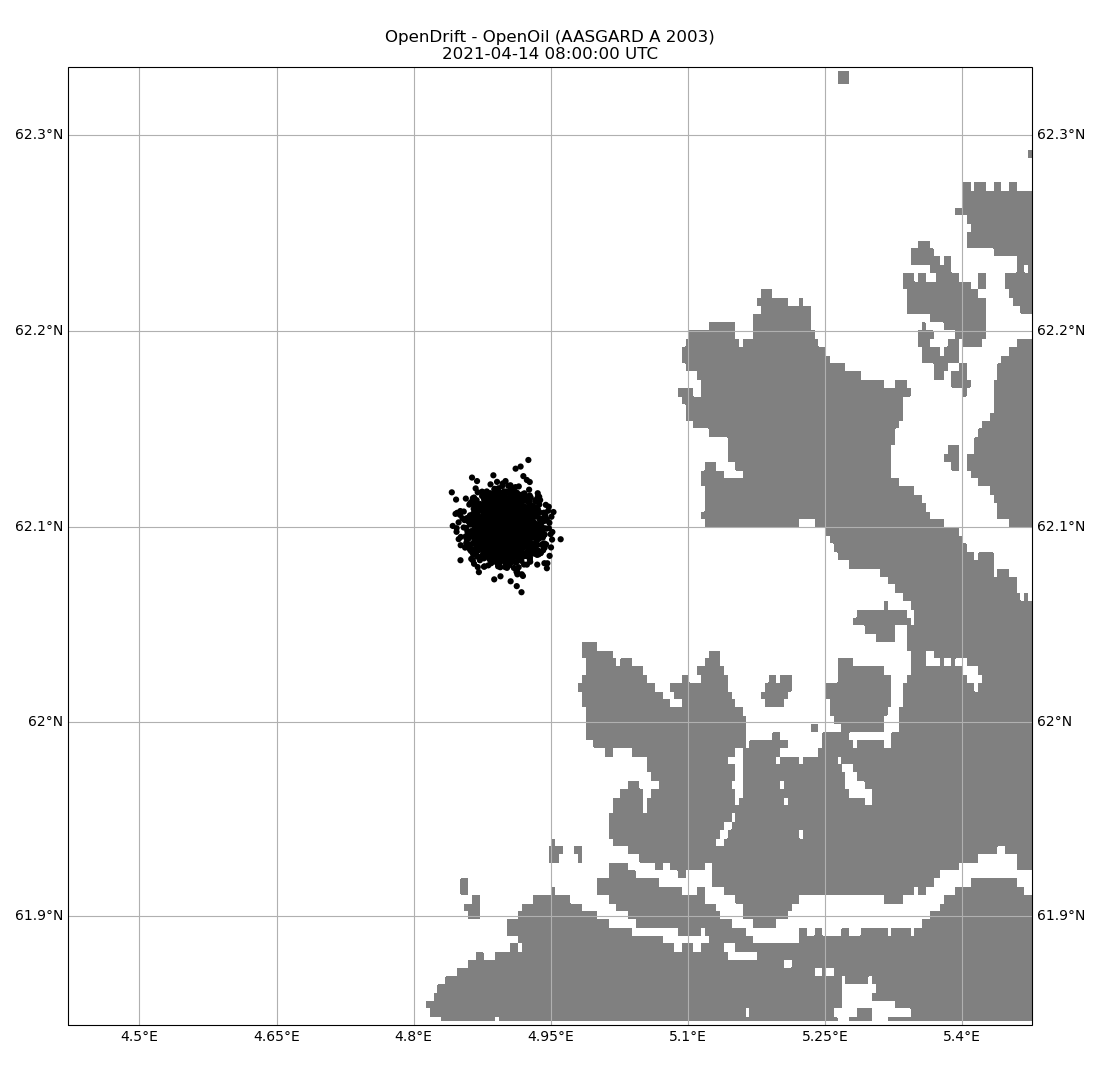 OpenDrift - OpenOil (AASGARD A 2003)
2021-04-14 08:00:00 UTC
62.3°N 62.3°N
62.2°N 62.2°N
62.1°N 62.1°N
62°N 62°N
61.9°N 61.9°N
4.5°E 4.65°E 4.8°E 4.95°E 5.1°E 5.25°E 5.4°E